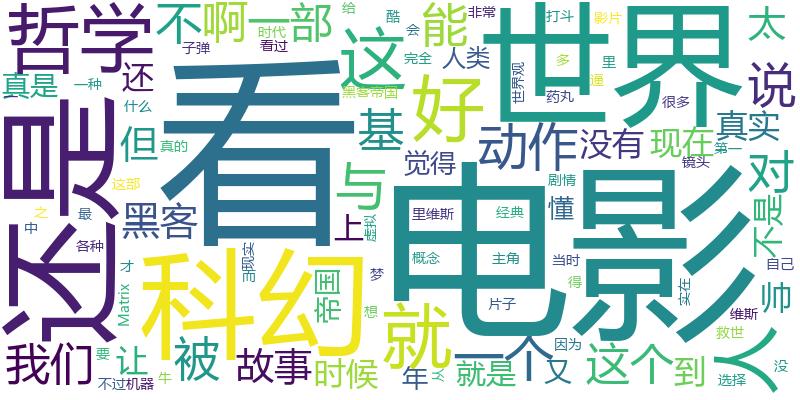 哲学
不
啊
一部
时代
给
酷
非常
打斗
影片
太
子弹
看过
这
会
能
世界
多
里
说
真是
还
一种
完全
人类
世界观
逼
黑客帝国
药丸
很多
什么
看
好
还是
但
真的
基
动作
没有
现在
真实
第一
觉得
镜头
对
这部
与
剧情
之
最
黑客
上
虚拟
里维斯
经典
懂
不是
中
各种
电影
概念
主角
当时
自己
科幻
现实
帝国
梦
得
实在
帅
才
Matrix
想
片子
维斯
人
就
救世
我们
要
让
被
故事
时候
年
从
就是
一个
因为
又
这个
到
选择
没
不过
机器
牛